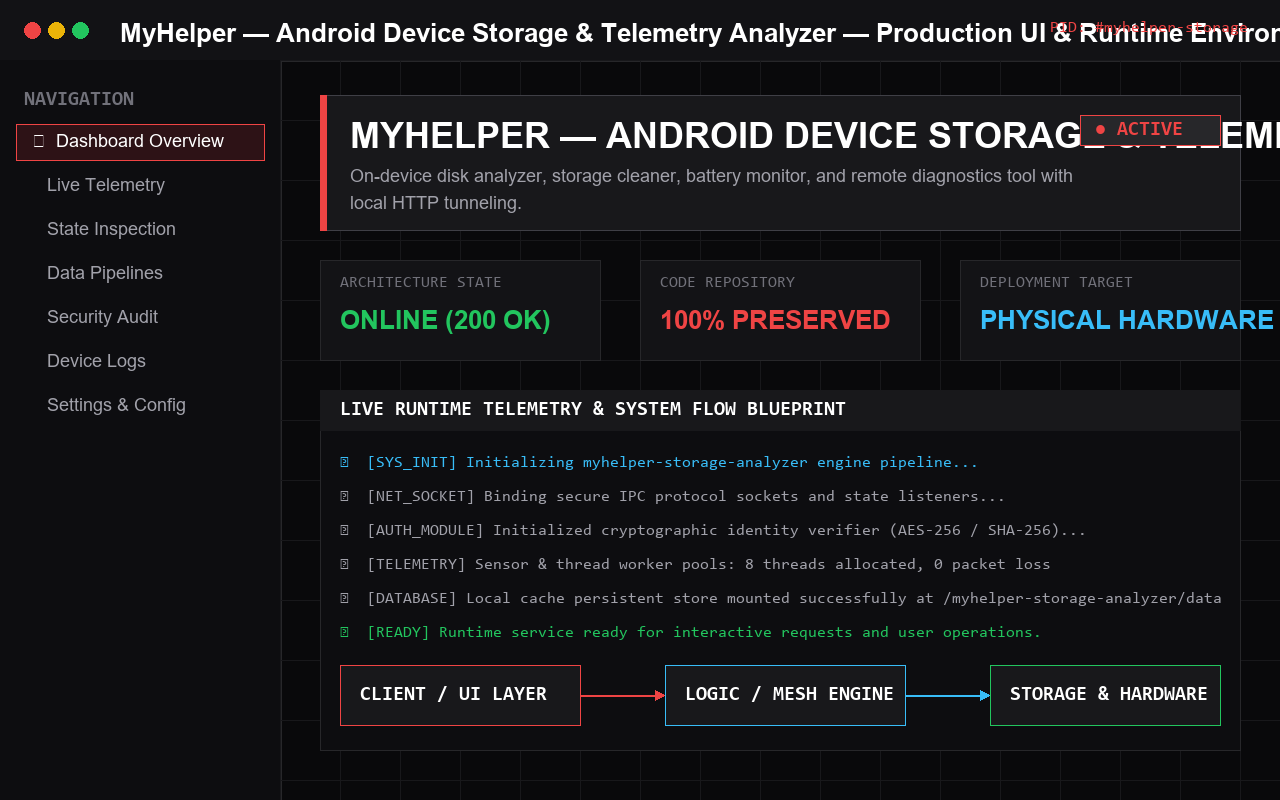 MyHelper — Android Device Storage & Telemetry Analyzer — Production UI & Runtime Environ
PID: #myhelper-storage
NAVIGATION
Dashboard Overview
Live Telemetry
State Inspection
Data Pipelines
Security Audit
Device Logs
Settings & Config
MYHELPER — ANDROID DEVICE STORAGE & TELEM
● ACTIVE
On-device disk analyzer, storage cleaner, battery monitor, and remote diagnostics tool with
local HTTP tunneling.
ARCHITECTURE STATE
ONLINE (200 OK)
CODE REPOSITORY
100% PRESERVED
DEPLOYMENT TARGET
PHYSICAL HARDWARE
LIVE RUNTIME TELEMETRY & SYSTEM FLOW BLUEPRINT
[SYS_INIT] Initializing myhelper-storage-analyzer engine pipeline...
[NET_SOCKET] Binding secure IPC protocol sockets and state listeners...
[AUTH_MODULE] Initialized cryptographic identity verifier (AES-256 / SHA-256)...
[TELEMETRY] Sensor & thread worker pools: 8 threads allocated, 0 packet loss
[DATABASE] Local cache persistent store mounted successfully at /myhelper-storage-analyzer/data
[READY] Runtime service ready for interactive requests and user operations.
CLIENT / UI LAYER
LOGIC / MESH ENGINE
STORAGE & HARDWARE